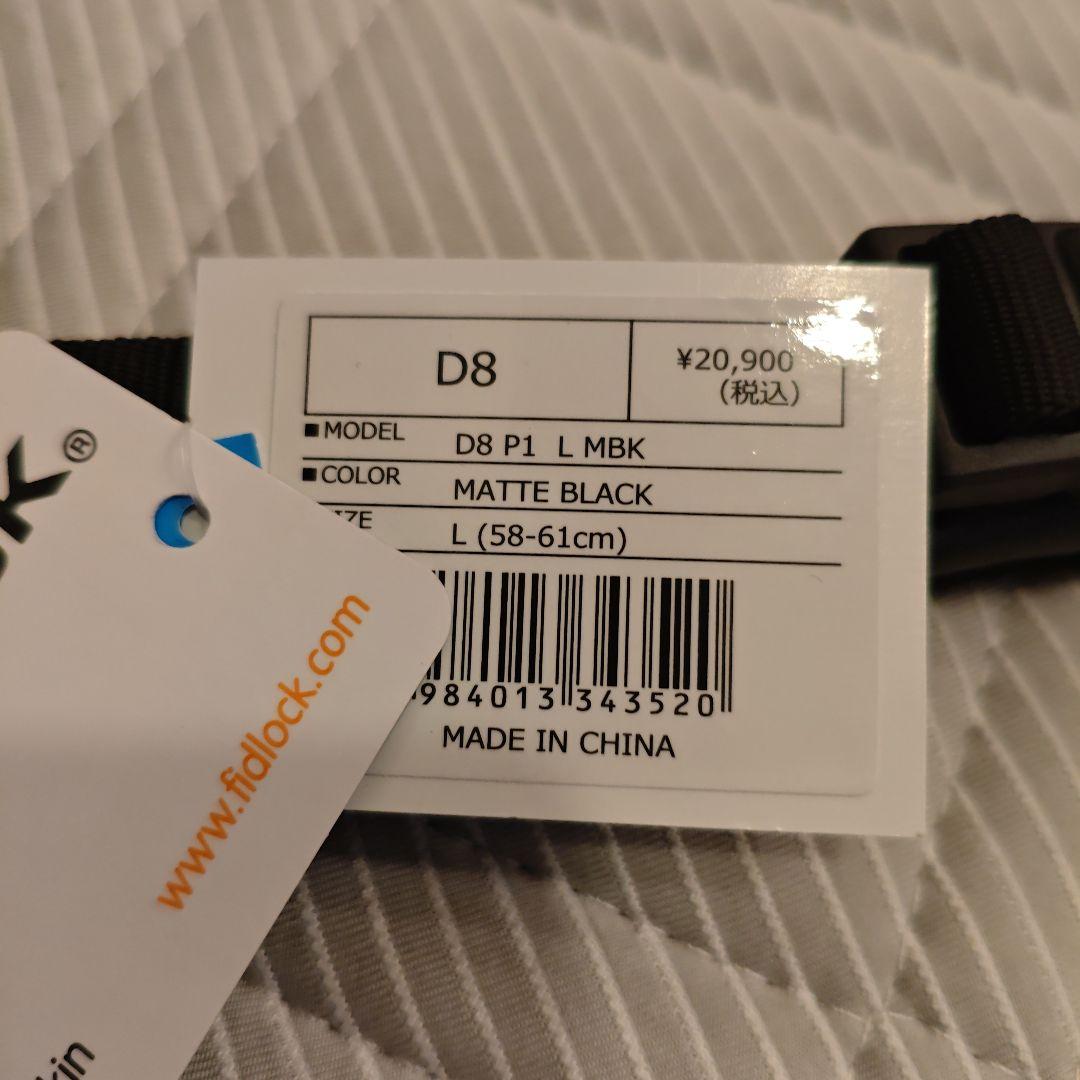 D8
¥20,900
(税込)
■MODEL D8 P1 L MBK
■COLOR MATTE BLACK
L (58-61cm)
984013 343520
MADE IN CHINA
®
www.fidlock.com